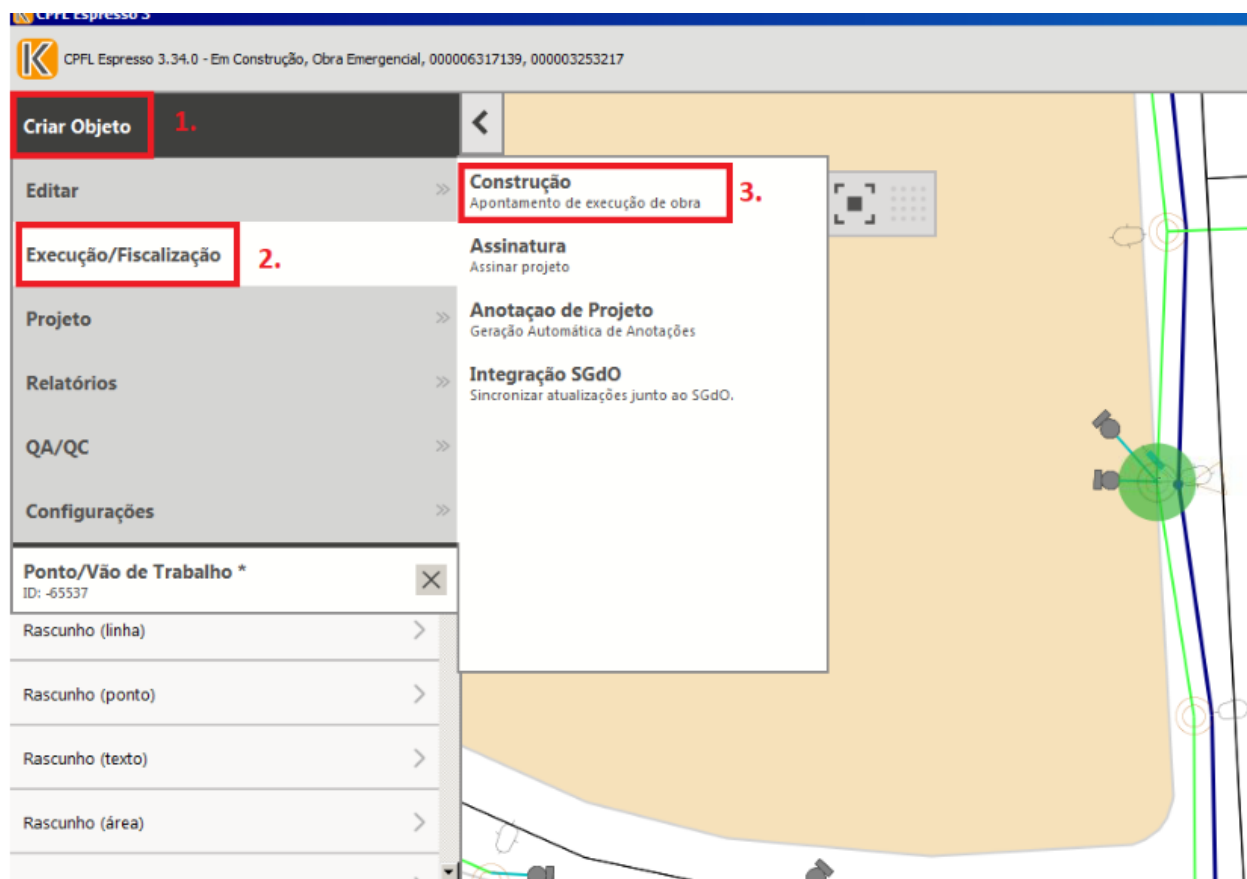 CPFL Espresso 3
CPFL Espresso 3.34.0 - Em Construção, Obra Emergencial, 000006317139, 000003253217
Criar Objeto
1.
Editar
Execução/Fiscalização
2.
Projeto
Relatórios
QA/QC
Configurações
Construção
Apontamento de execução de obra
3.
Assinatura
Assinar projeto
Anotaçao de Projeto
Geração Automática de Anotações
Integração SGdO
Sincronizar atualizações junto ao SGdO.
Ponto/Vão de Trabalho *
ID: -65537
Rascunho (linha)
Rascunho (ponto)
Rascunho (texto)
Rascunho (área)